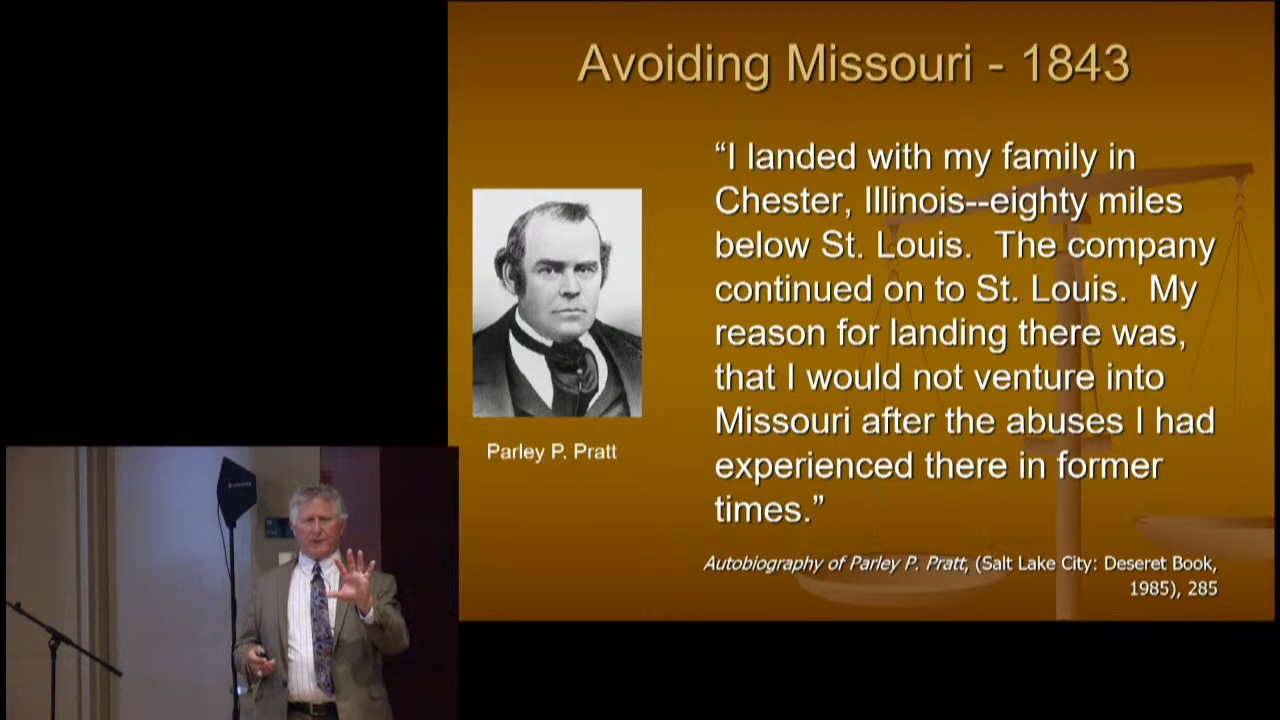 Avoiding Missouri - 1843
“I landed with my family in
Chester, Illinois--eighty miles
below St. Louis.  The company
continued on to St. Louis.  My
reason for landing there was,
that I would not venture into
Missouri after the abuses I had
experienced there in former
times.”
Parley P. Pratt
Autobiography of Parley P. Pratt, (Salt Lake City: Deseret Book,
1985), 285